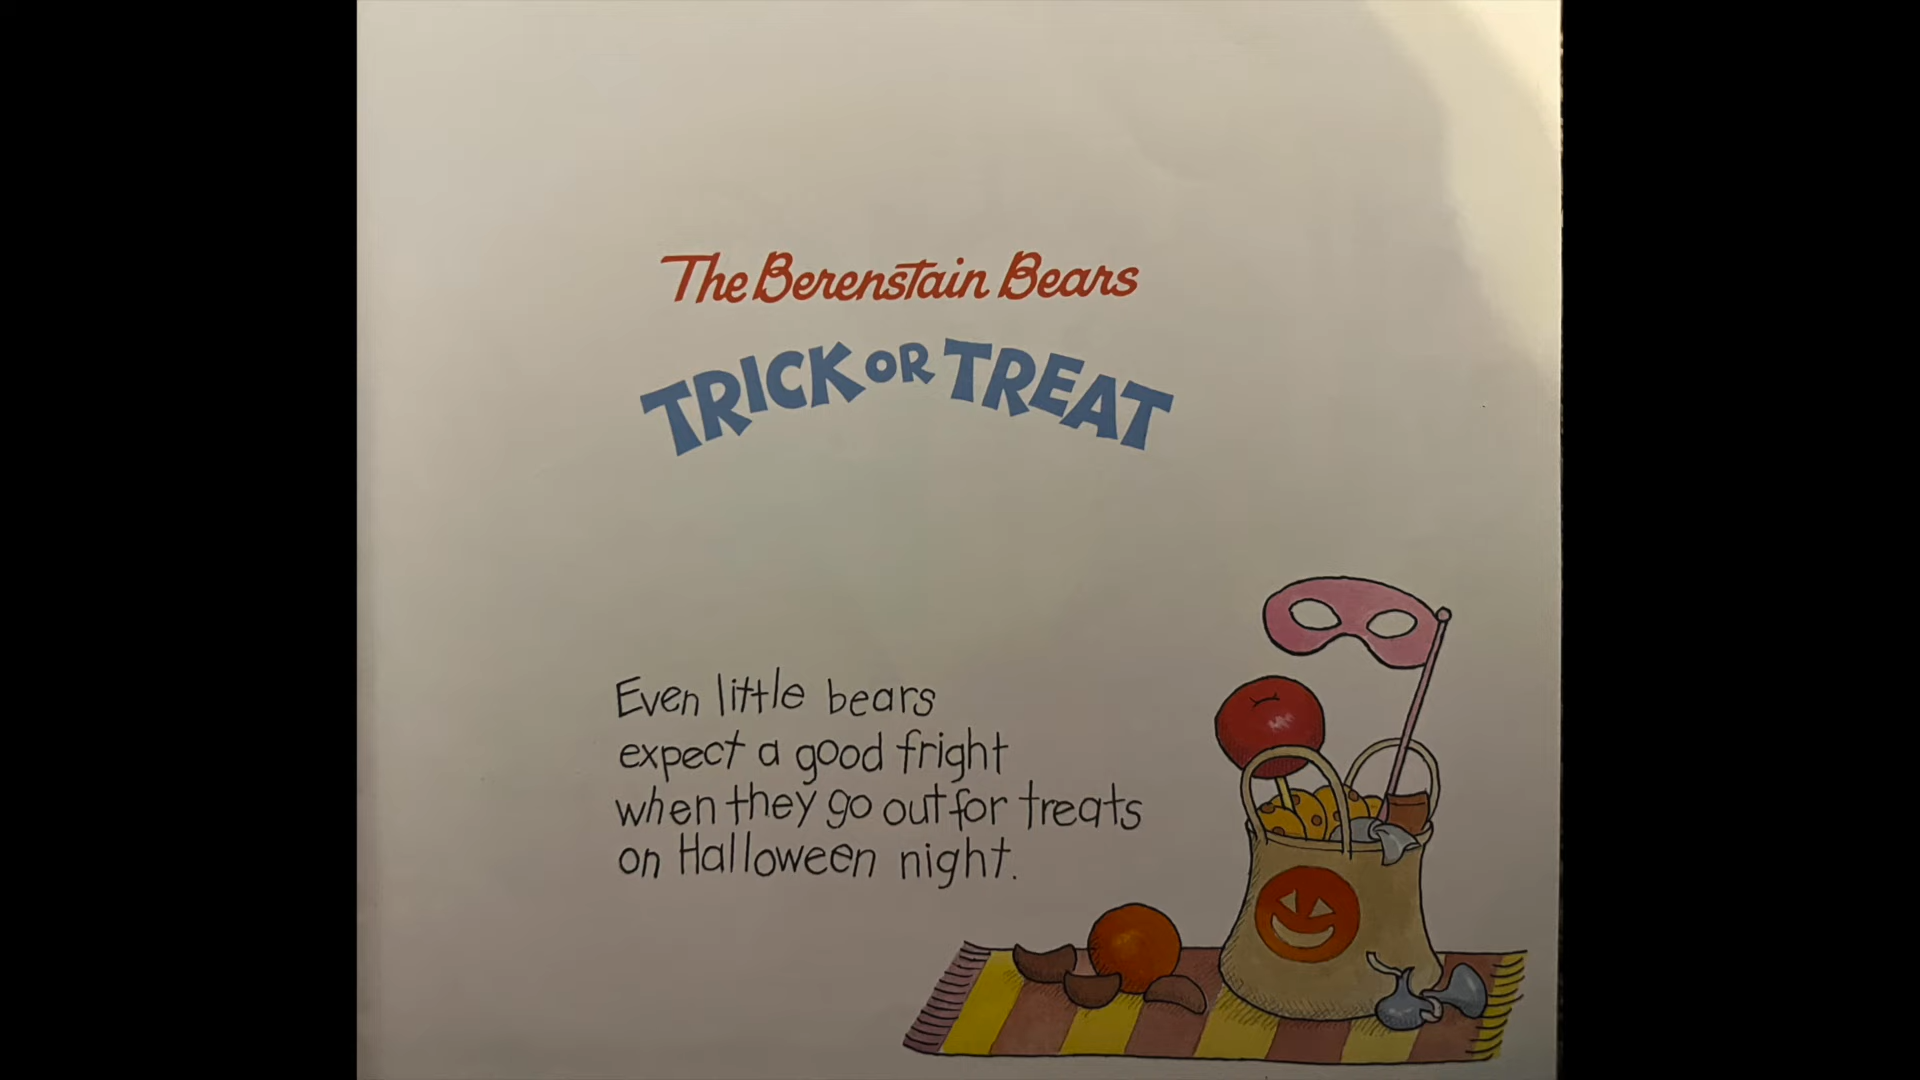 The Berenstain Bears
TRICK OR TREAT
Even little bears
expect a good fright
when they go out for treats
on Halloween night.